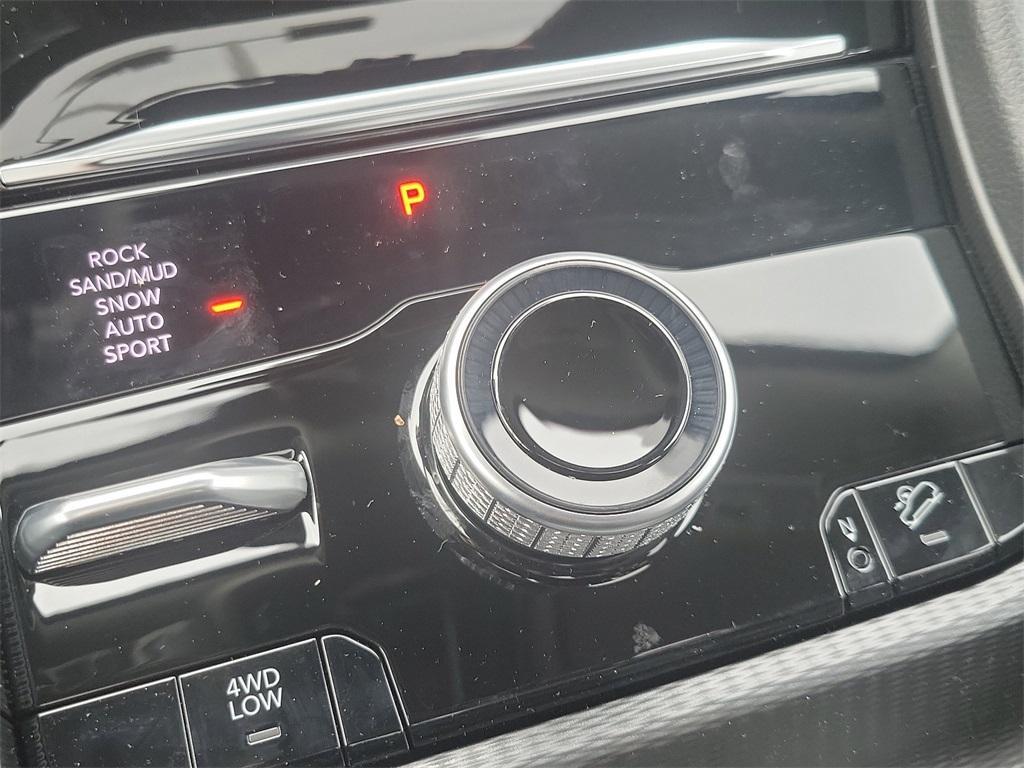 P
ROCK
SAND/MUD
SNOW
AUTO
SPORT
N
4WD
LOW